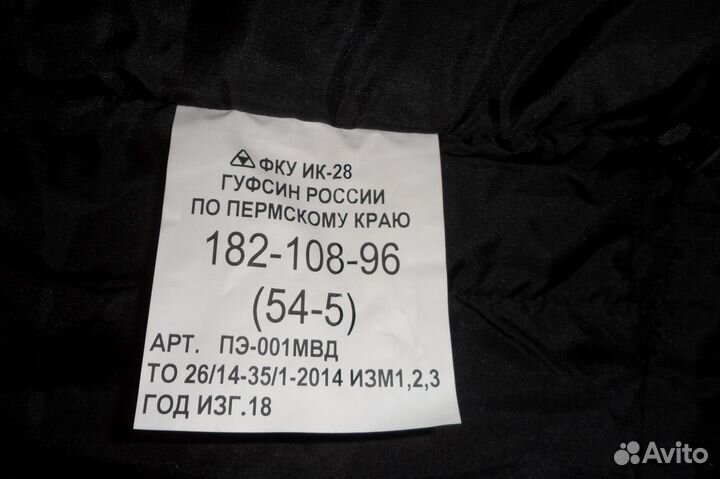 ФКУ ИК-28
ГУФСИН РОССИИ
ПО ПЕРМСКОМУ КРАЮ
182-108-96
(54-5)
АРТ. ПЭ-001МВД
ТО 26/14-35/1-2014 ИЗМ1,2,3
ГОД ИЗГ.18
Avito